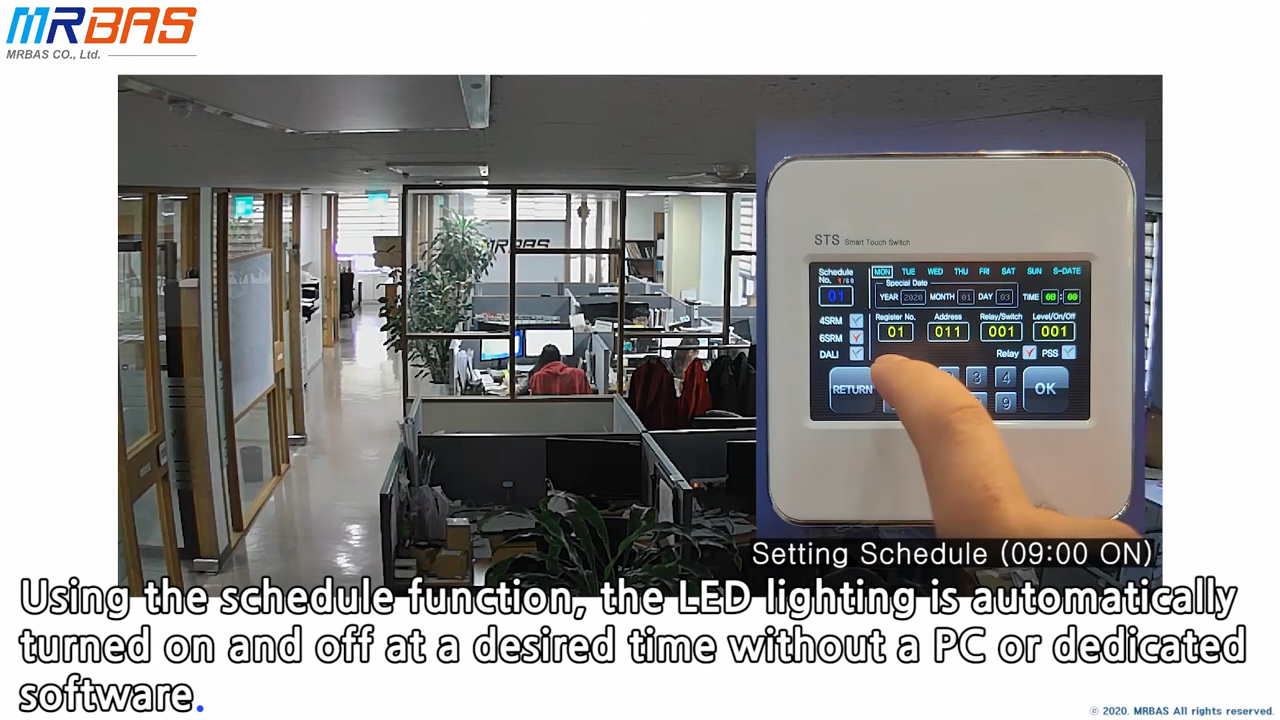 MRBAS
MRBAS CO., Ltd.
MRBAS
STS Smart Touch Switch
Schedule No. 1/60
01
MON TUE WED THU FRI SAT SUN S-DATE
Special Date
YEAR 2020 MONTH 01 DAY 03 TIME 08:00
4SRM
6SRM
DALI
Register No. Address Relay/Switch Level/On/Off
01 011 001 001
Relay PSS
RETURN 3 4 OK
9
Setting Schedule (09:00 ON)
Using the schedule function, the LED lighting is automatically
turned on and off at a desired time without a PC or dedicated
software.
© 2020. MRBAS All rights reserved.